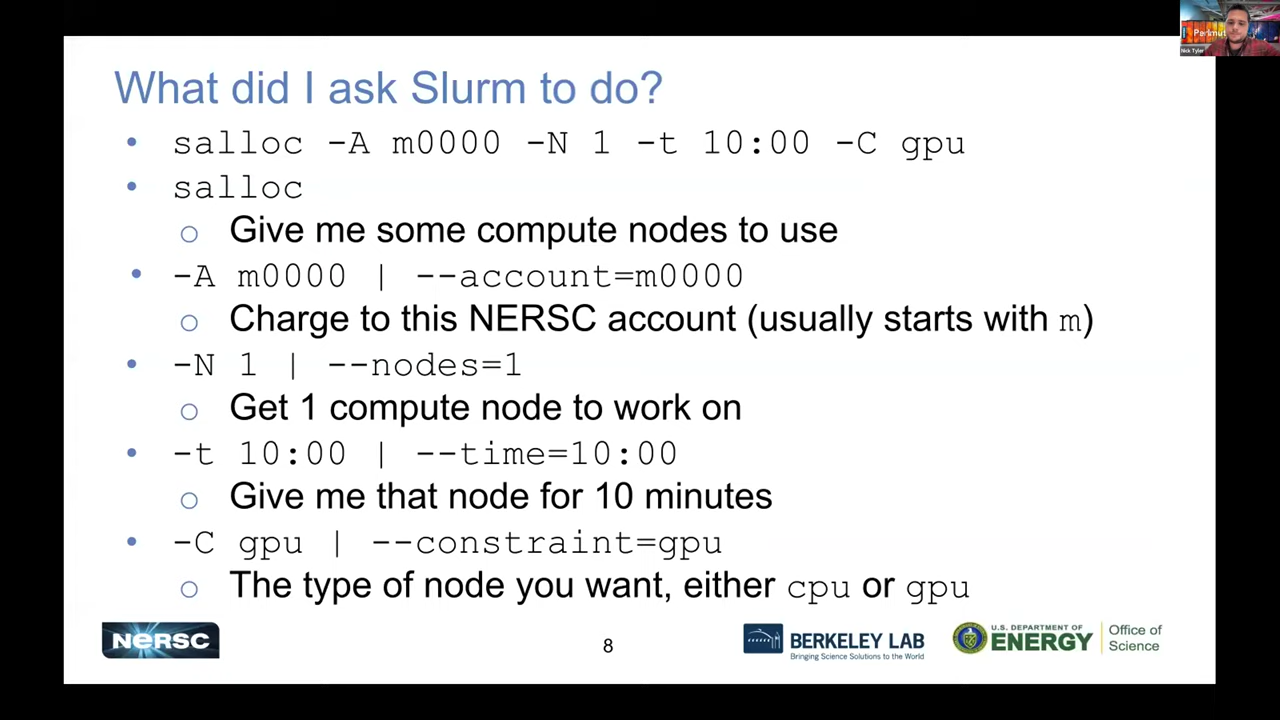 Perlmut
Nick Tyler
What did I ask Slurm to do?
• salloc -A m0000 -N 1 -t 10:00 -C gpu
• salloc
○ Give me some compute nodes to use
• -A m0000 | --account=m0000
○ Charge to this NERSC account (usually starts with m)
• -N 1 | --nodes=1
○ Get 1 compute node to work on
• -t 10:00 | --time=10:00
○ Give me that node for 10 minutes
• -C gpu | --constraint=gpu
○ The type of node you want, either cpu or gpu
NERSC
8
BERKELEY LAB
Bringing Science Solutions to the World
U.S. DEPARTMENT OF
ENERGY
Office of
Science